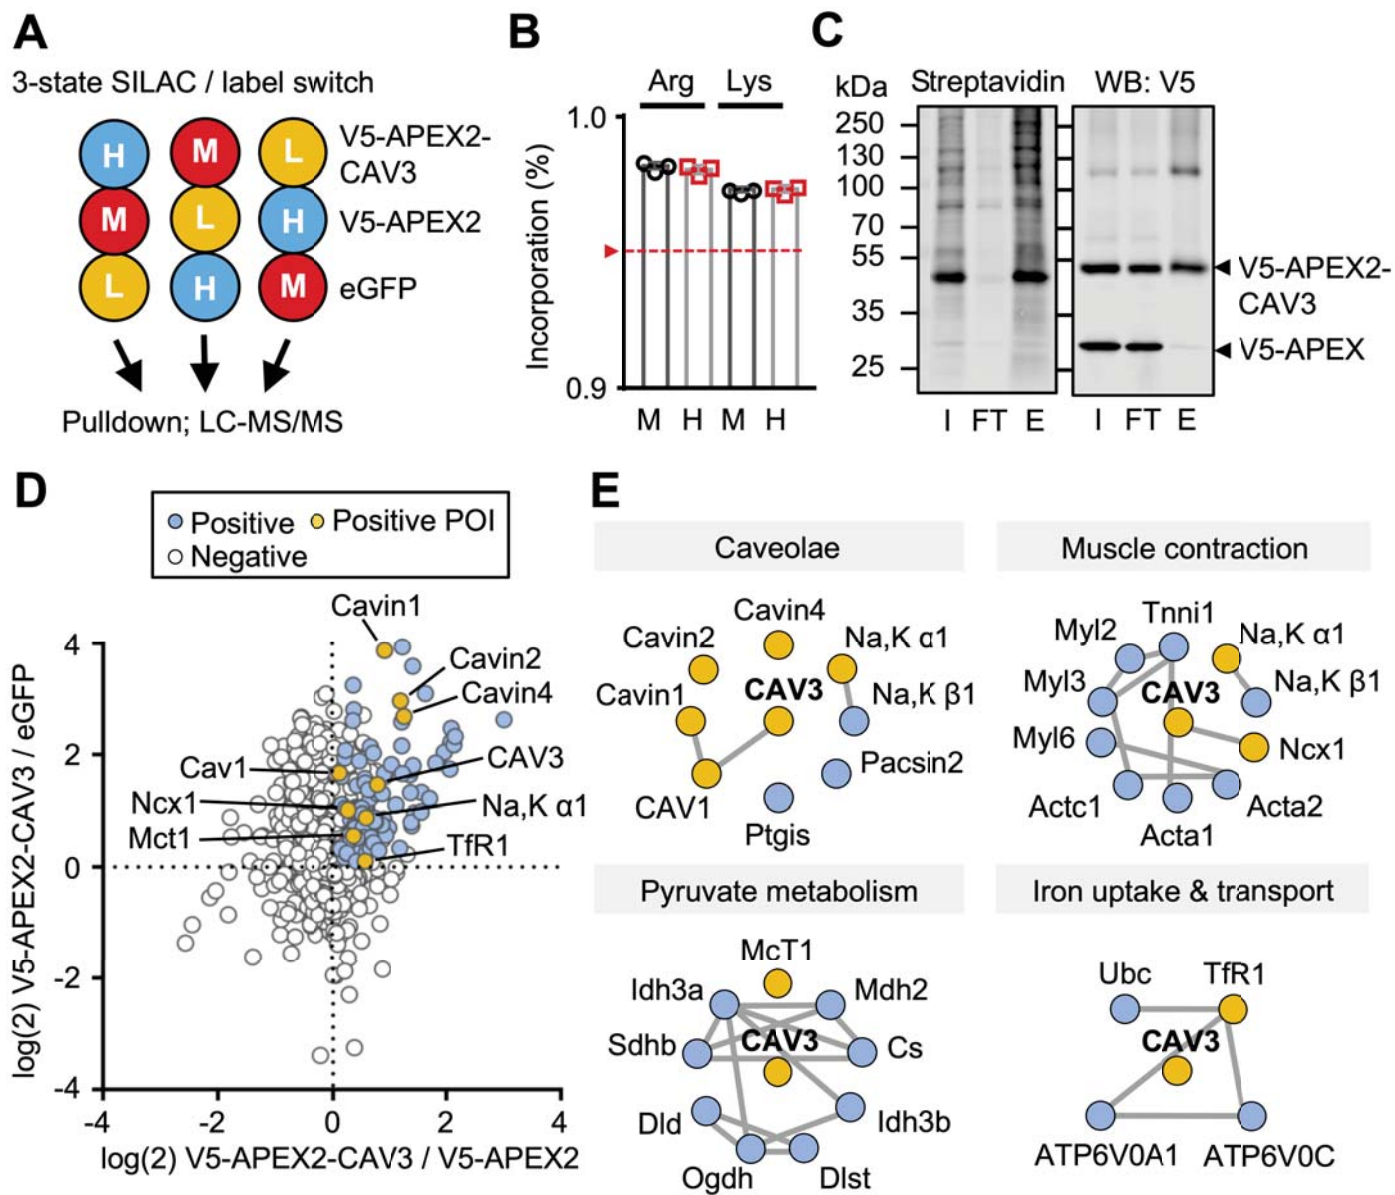 A
3-state SILAC / label switch
H M L V5-APEX2-
CAV3
M L H V5-APEX2
L H M eGFP
Pulldown; LC-MS/MS
B
Arg Lys
1.0
Incorporation (%)
0.9
M H M H
C
kDa Streptavidin WB: V5
250
130
100
70
55
35
25
V5-APEX2-
CAV3
V5-APEX
I FT E I FT E
D
Positive Positive POI
Negative
Cavin1
Cavin2
Cavin4
Cav1
CAV3
Ncx1
Na,K α1
Mct1
TfR1
4
2
0
-2
-4
log(2) V5-APEX2-CAV3 / eGFP
-4 -2 0 2 4
log(2) V5-APEX2-CAV3 / V5-APEX2
E
Caveolae
Cavin4
Cavin2 Na,K α1
Cavin1 CAV3 Na,K β1
Pacsin2
CAV1
Ptgis
Muscle contraction
Tnni1
Myl2 Na,K α1
Myl3 CAV3 Na,K β1
Myl6 Ncx1
Actc1 Acta2
Acta1
Pyruvate metabolism
McT1
Idh3a Mdh2
Sdhb CAV3 Cs
Dld Idh3b
Ogdh Dlst
Iron uptake & transport
Ubc TfR1
CAV3
ATP6V0A1 ATP6V0C